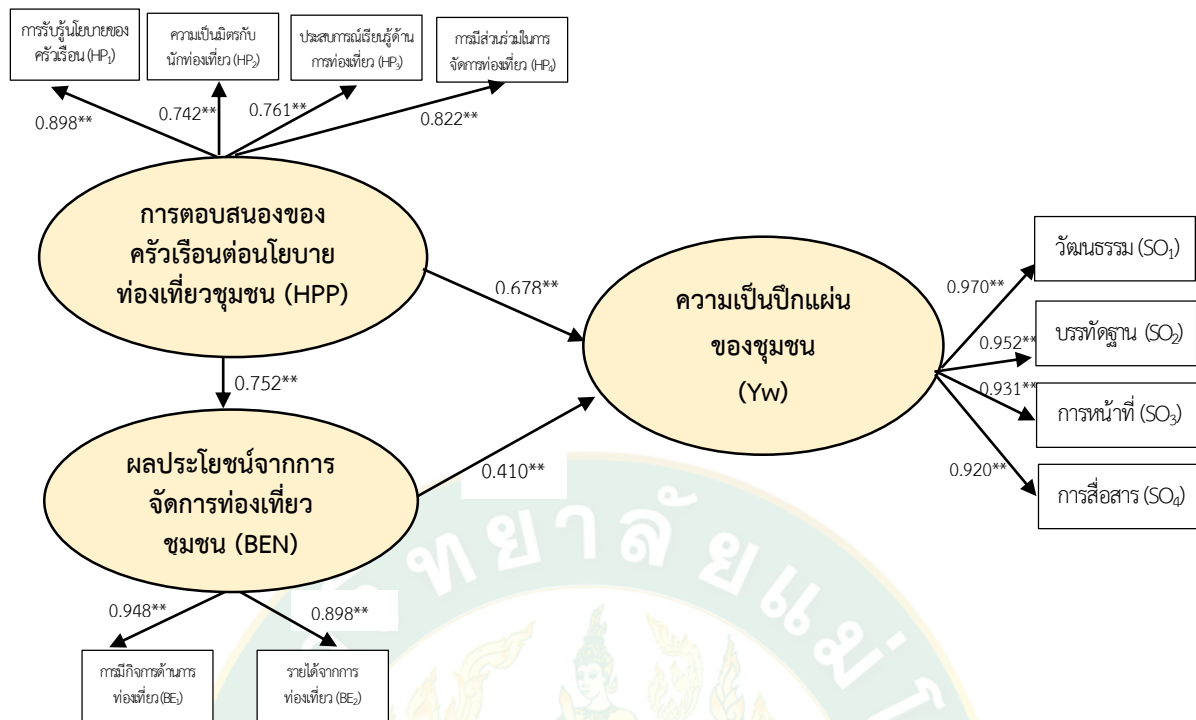 การรับรู้นโยบายของ
ครัวเรือน (HP₁)
ความเป็นมิตรกับ
นักท่องเที่ยว (HP₂)
ประสบการณ์เรียนรู้ด้าน
การท่องเที่ยว (HP₃)
การมีส่วนร่วมในการ
จัดการท่องเที่ยว (HP₄)
0.898**
0.742**
0.761**
0.822**
การตอบสนองของ
ครัวเรือนต่อนโยบาย
ท่องเที่ยวชุมชน (HPP)
0.678**
0.752**
ความเป็นปึกแผ่น
ของชุมชน
(Yw)
0.970**
0.952**
0.931**
0.920**
วัฒนธรรม (SO₁)
บรรทัดฐาน (SO₂)
การหน้าที่ (SO₃)
การสื่อสาร (SO₄)
ผลประโยชน์จากการ
จัดการท่องเที่ยว
ชุมชน (BEN)
0.410**
0.948**
0.898**
การมีกิจการด้านการ
ท่องเที่ยว (BE₁)
รายได้จากการ
ท่องเที่ยว (BE₂)
ทยาลัยแม่โ